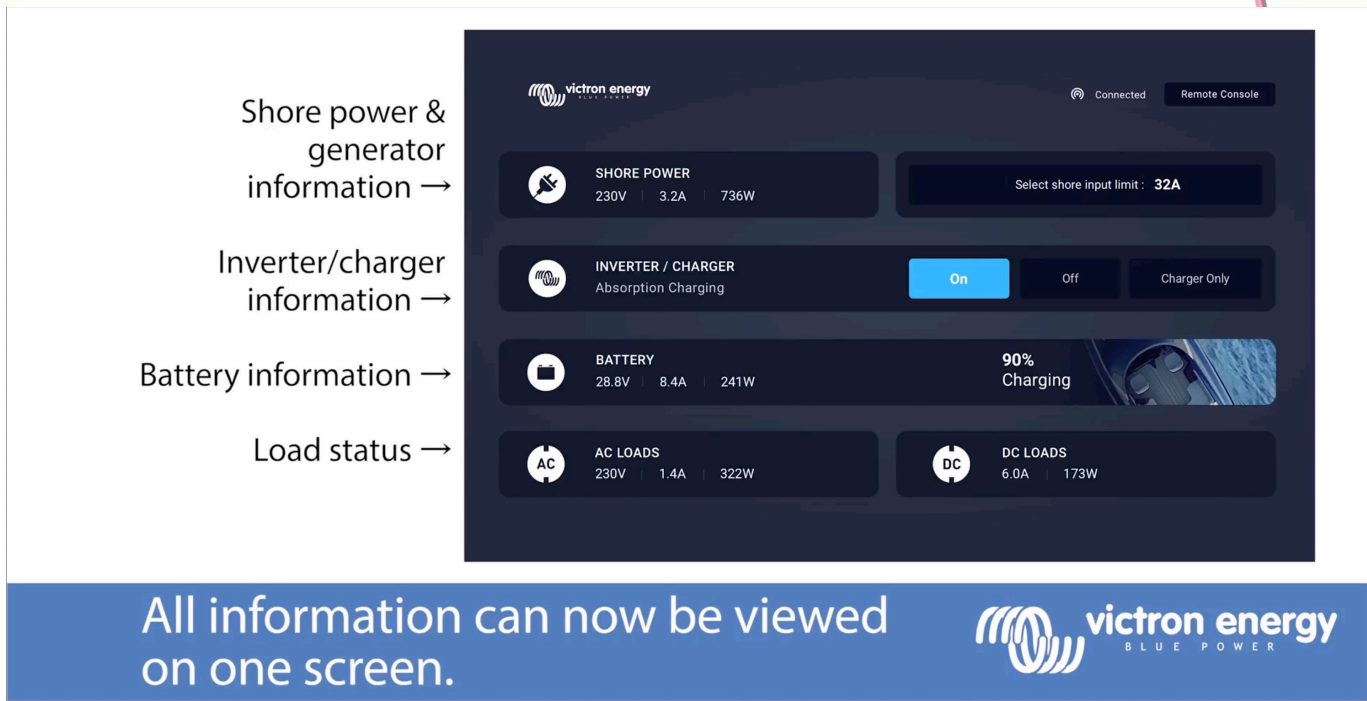 victron energy
BLUE POWER
Connected
Remote Console
Shore power &
generator
information →
SHORE POWER
230V | 3.2A | 736W
Select shore input limit : 32A
Inverter/charger
information →
INVERTER / CHARGER
Absorption Charging
On
Off
Charger Only
Battery information →
BATTERY
28.8V | 8.4A | 241W
90%
Charging
Load status →
AC
AC LOADS
230V | 1.4A | 322W
DC
DC LOADS
6.0A | 173W
All information can now be viewed
on one screen.
victron energy
BLUE POWER